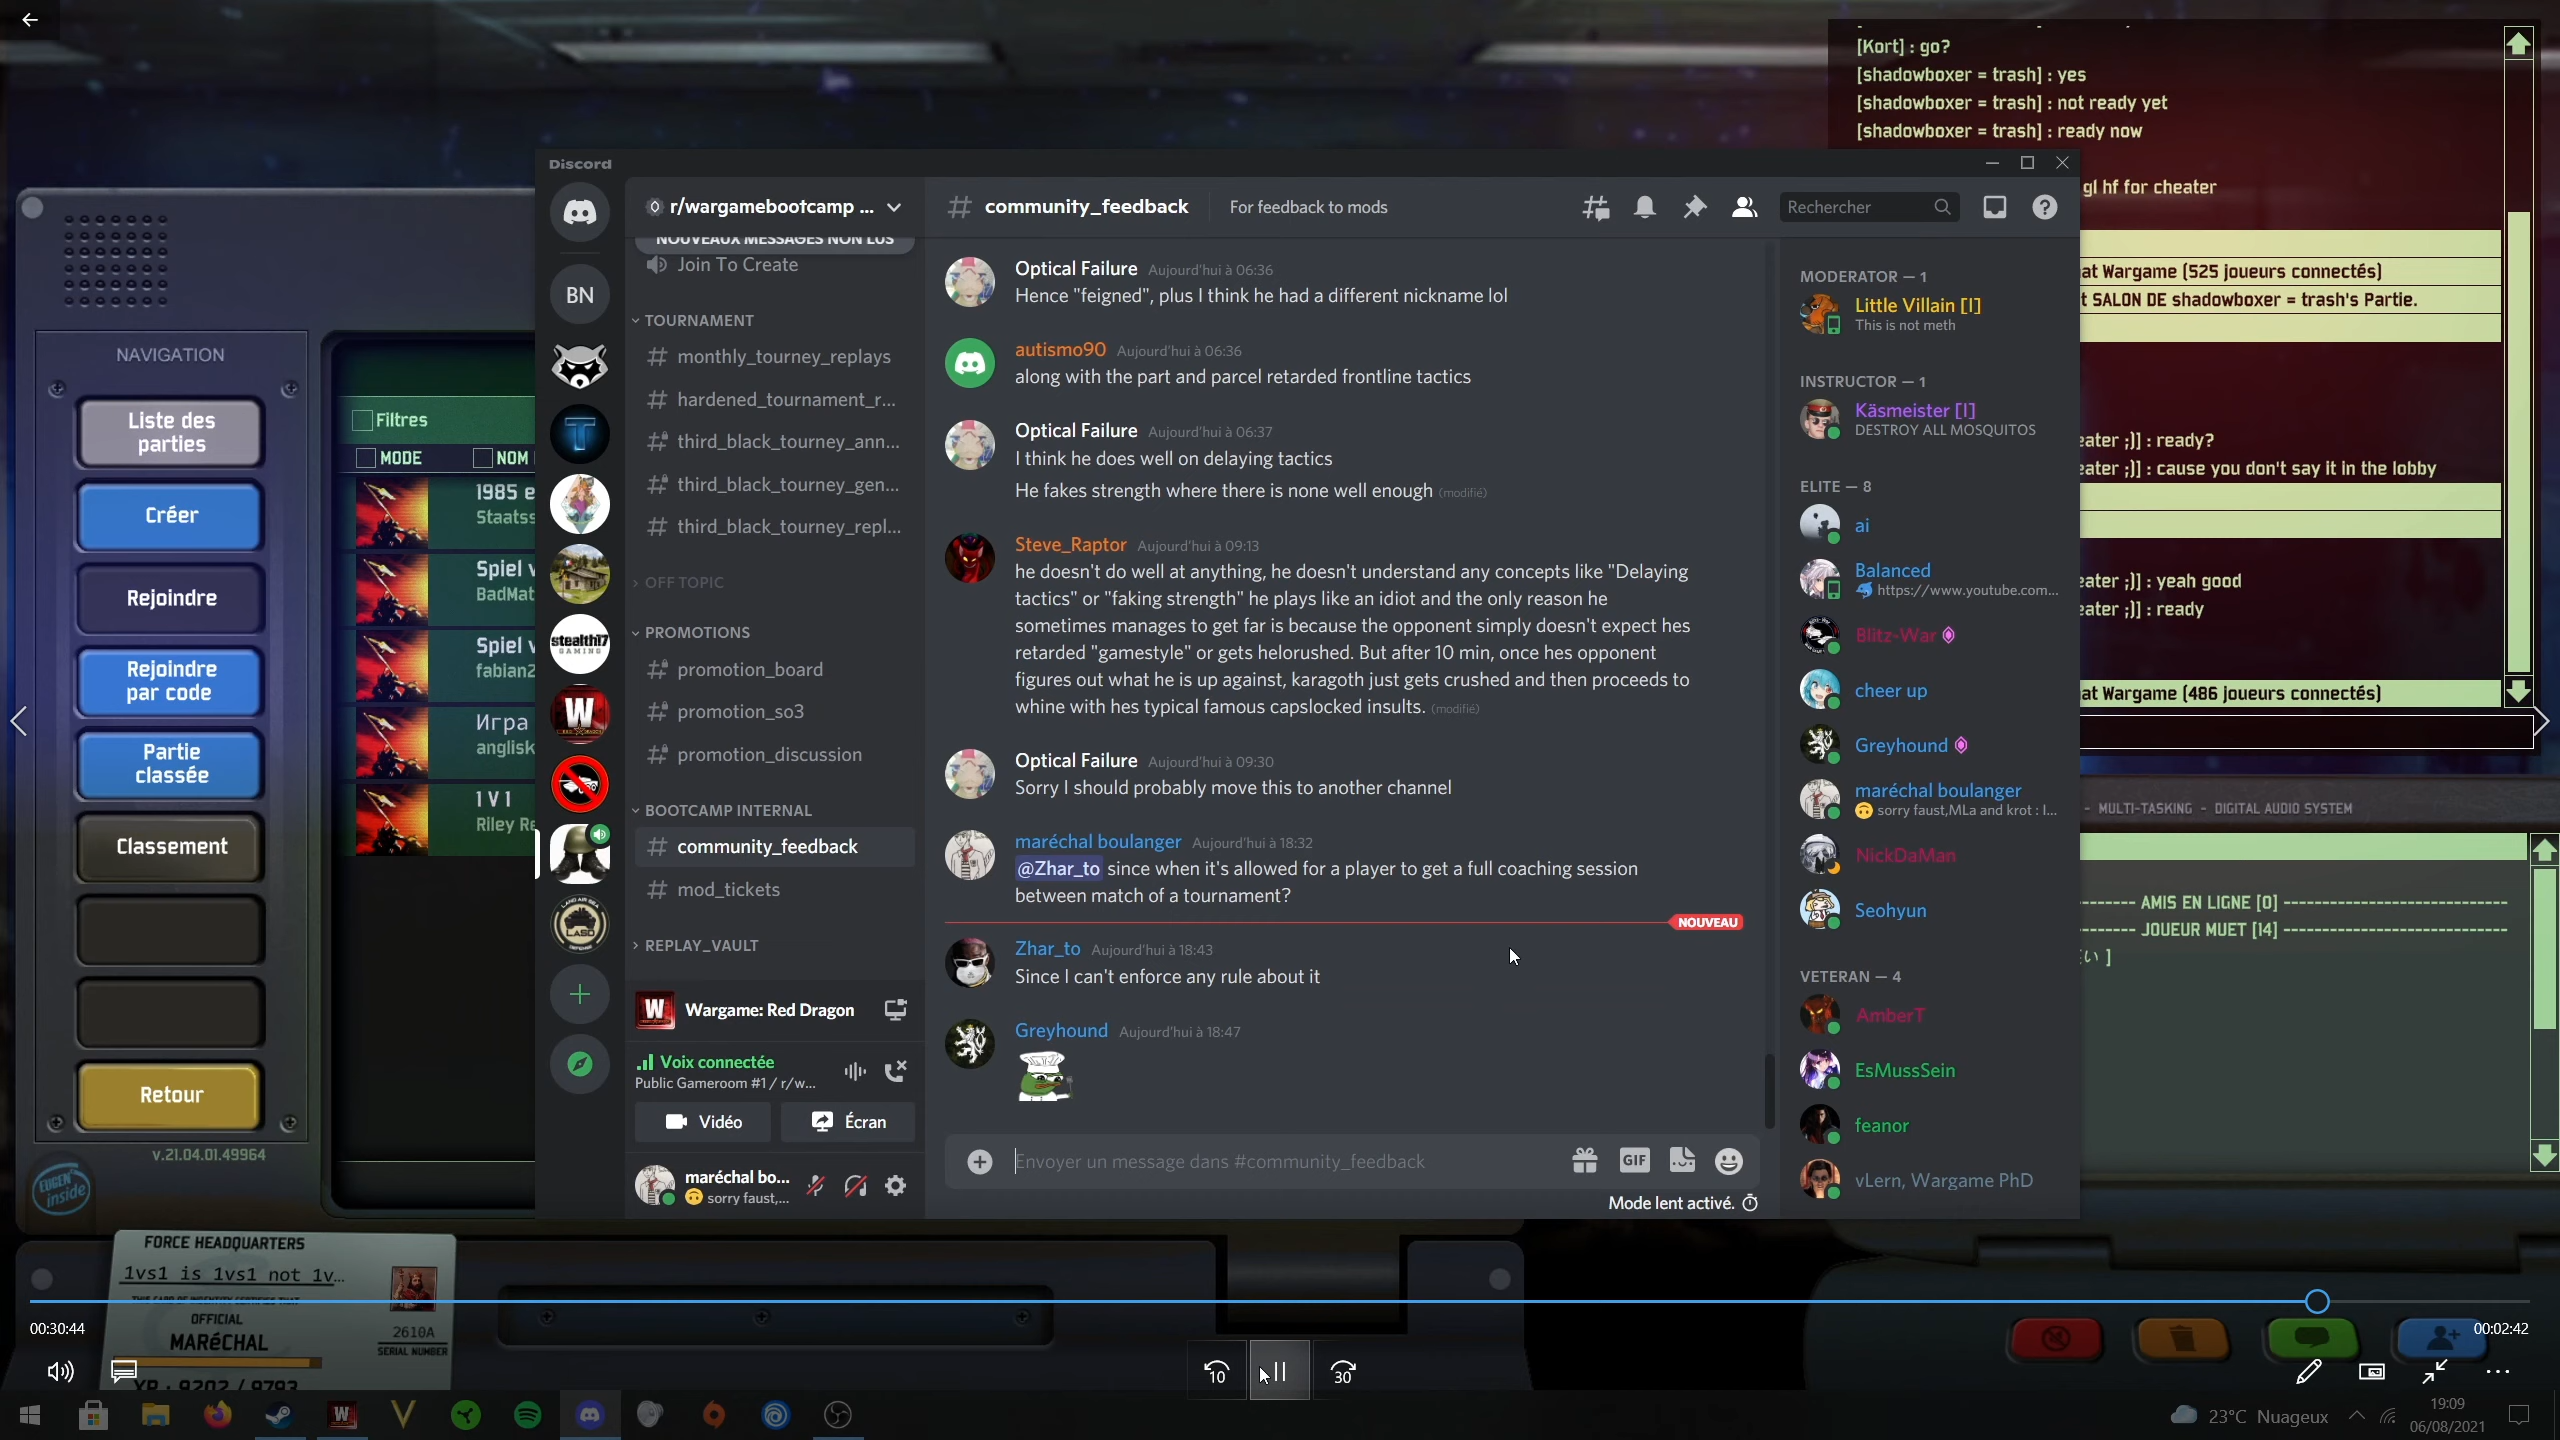 [Kort] : go?
[shadowboxer = trash] : yes
[shadowboxer = trash] : not ready yet
[shadowboxer = trash] : ready now
gl hf for cheater
at Wargame (525 joueurs connectés)
t SALON DE shadowboxer = trash's Partie.
eater ;)] : ready?
eater ;)] : cause you don't say it in the lobby
eater ;)] : yeah good
eater ;)] : ready
at Wargame (486 joueurs connectés)
- MULTI-TASKING - DIGITAL AUDIO SYSTEM
-------- AMIS EN LIGNE [0] ----------------------------
-------- JOUEUR MUET [14] ----------------------------
い ]
NAVIGATION
Liste des
parties
Créer
Rejoindre
Rejoindre
par code
Partie
classée
Classement
Retour
v.21.04.01.49964
EUGEN
inside
Filtres
MODE
NOM
1985 e
Staatss
Spiel v
BadMat
Spiel v
fabian2
Игра
anglisk
1 V 1
Riley Re
Discord
BN
T
stealth17
GAMING
W
LAND AIR SEA
LASD
DEFENSE
r/wargamebootcamp ...
NOUVEAUX MESSAGES NON LUS
Join To Create
TOURNAMENT
monthly_tourney_replays
hardened_tournament_r...
third_black_tourney_ann...
third_black_tourney_gen...
third_black_tourney_repl...
OFF TOPIC
PROMOTIONS
promotion_board
promotion_so3
promotion_discussion
BOOTCAMP INTERNAL
community_feedback
mod_tickets
REPLAY_VAULT
W
Wargame: Red Dragon
Voix connectée
Public Gameroom #1 / r/w...
Vidéo
Écran
maréchal bo...
sorry faust,...
# community_feedback
For feedback to mods
Rechercher
Optical Failure Aujourd'hui à 06:36
Hence "feigned", plus I think he had a different nickname lol
autismo90 Aujourd'hui à 06:36
along with the part and parcel retarded frontline tactics
Optical Failure Aujourd'hui à 06:37
I think he does well on delaying tactics
He fakes strength where there is none well enough (modifié)
Steve_Raptor Aujourd'hui à 09:13
he doesn't do well at anything, he doesn't understand any concepts like "Delaying
tactics" or "faking strength" he plays like an idiot and the only reason he
sometimes manages to get far is because the opponent simply doesn't expect hes
retarded "gamestyle" or gets helorushed. But after 10 min, once hes opponent
figures out what he is up against, karagoth just gets crushed and then proceeds to
whine with hes typical famous capslocked insults. (modifié)
Optical Failure Aujourd'hui à 09:30
Sorry I should probably move this to another channel
maréchal boulanger Aujourd'hui à 18:32
@Zhar_to since when it's allowed for a player to get a full coaching session
between match of a tournament?
NOUVEAU
Zhar_to Aujourd'hui à 18:43
Since I can't enforce any rule about it
Greyhound Aujourd'hui à 18:47
Envoyer un message dans #community_feedback
GIF
Mode lent activé.
MODERATOR — 1
Little Villain [I]
This is not meth
INSTRUCTOR — 1
Käsmeister [I]
DESTROY ALL MOSQUITOS
ELITE — 8
ai
Balanced
https://www.youtube.com...
Blitz-War
cheer up
Greyhound
maréchal boulanger
sorry faust,MLa and krot : l...
NickDaMan
Seohyun
VETERAN — 4
AmberT
EsMussSein
feanor
vLern, Wargame PhD
FORCE HEADQUARTERS
1vs1 is 1vs1 not 1v...
OFFICIAL
MARéCHAL
2610A
SERIAL NUMBER
XP : 9202 / 9793
00:30:44
00:02:42
10
30
W
23°C Nuageux
19:09
06/08/2021